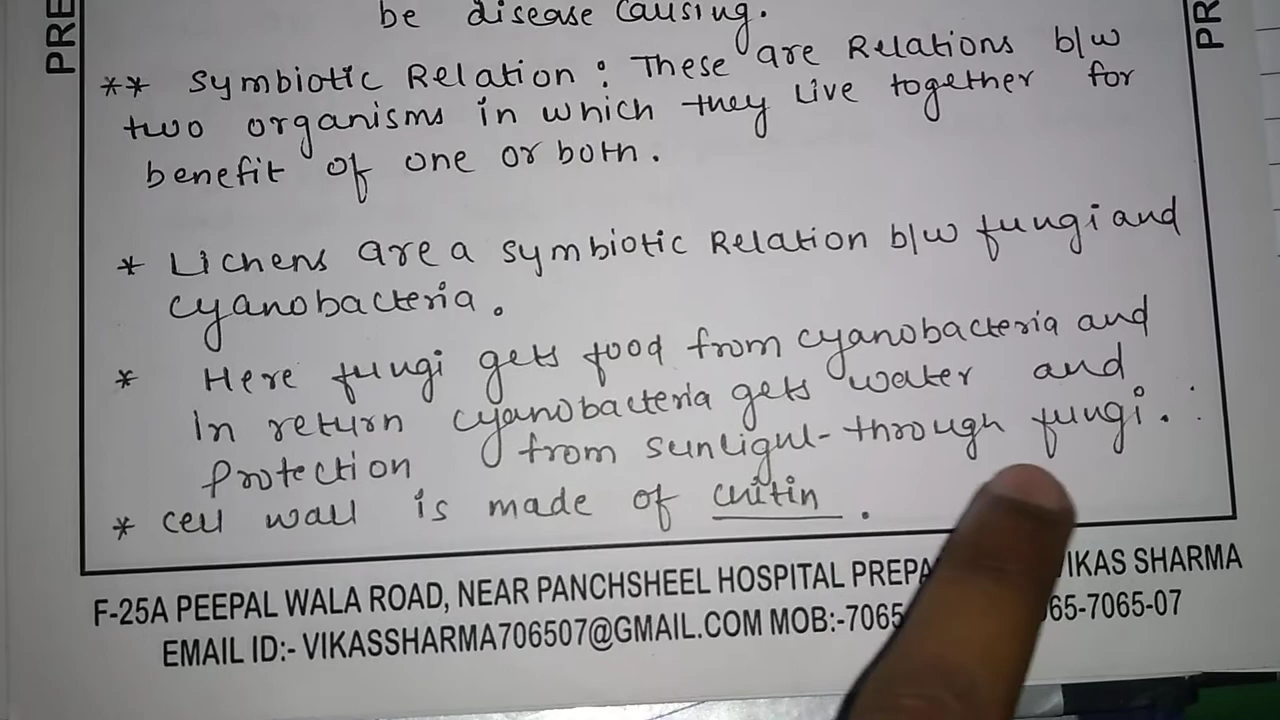 be disease causing.
** Symbiotic Relation : These are Relations b/w
two organisms in which they Live together for
benefit of one or both.
* Lichens are a symbiotic Relation b/w fungi and
cyanobacteria.
* Here fungi gets food from cyanobacteria and
In return cyanobacteria gets water and
protection from sunlight through fungi.
* cell wall is made of chitin.
F-25A PEEPAL WALA ROAD, NEAR PANCHSHEEL HOSPITAL PREPA VIKAS SHARMA
EMAIL ID:- VIKASSHARMA706507@GMAIL.COM MOB:-7065 065-7065-07
PRE
PR